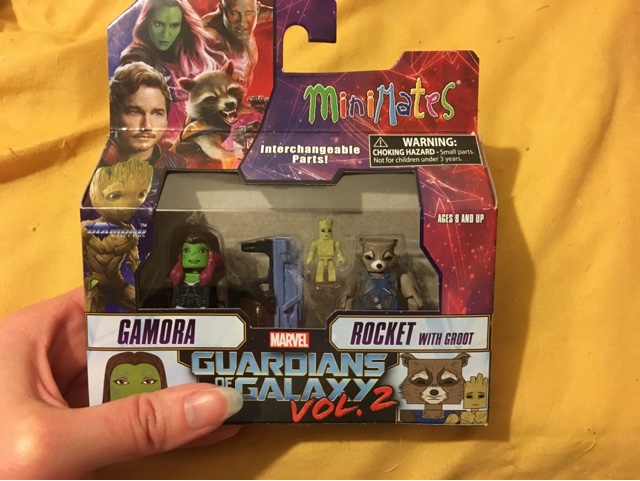 MiniMates
Interchangeable
Parts!
WARNING:
CHOKING HAZARD - Small parts.
Not for children under 3 years.
AGES 8 AND UP
DIAMOND
GAMORA
ROCKET WITH GROOT
MARVEL
GUARDIANS
OF THE GALAXY
VOL. 2